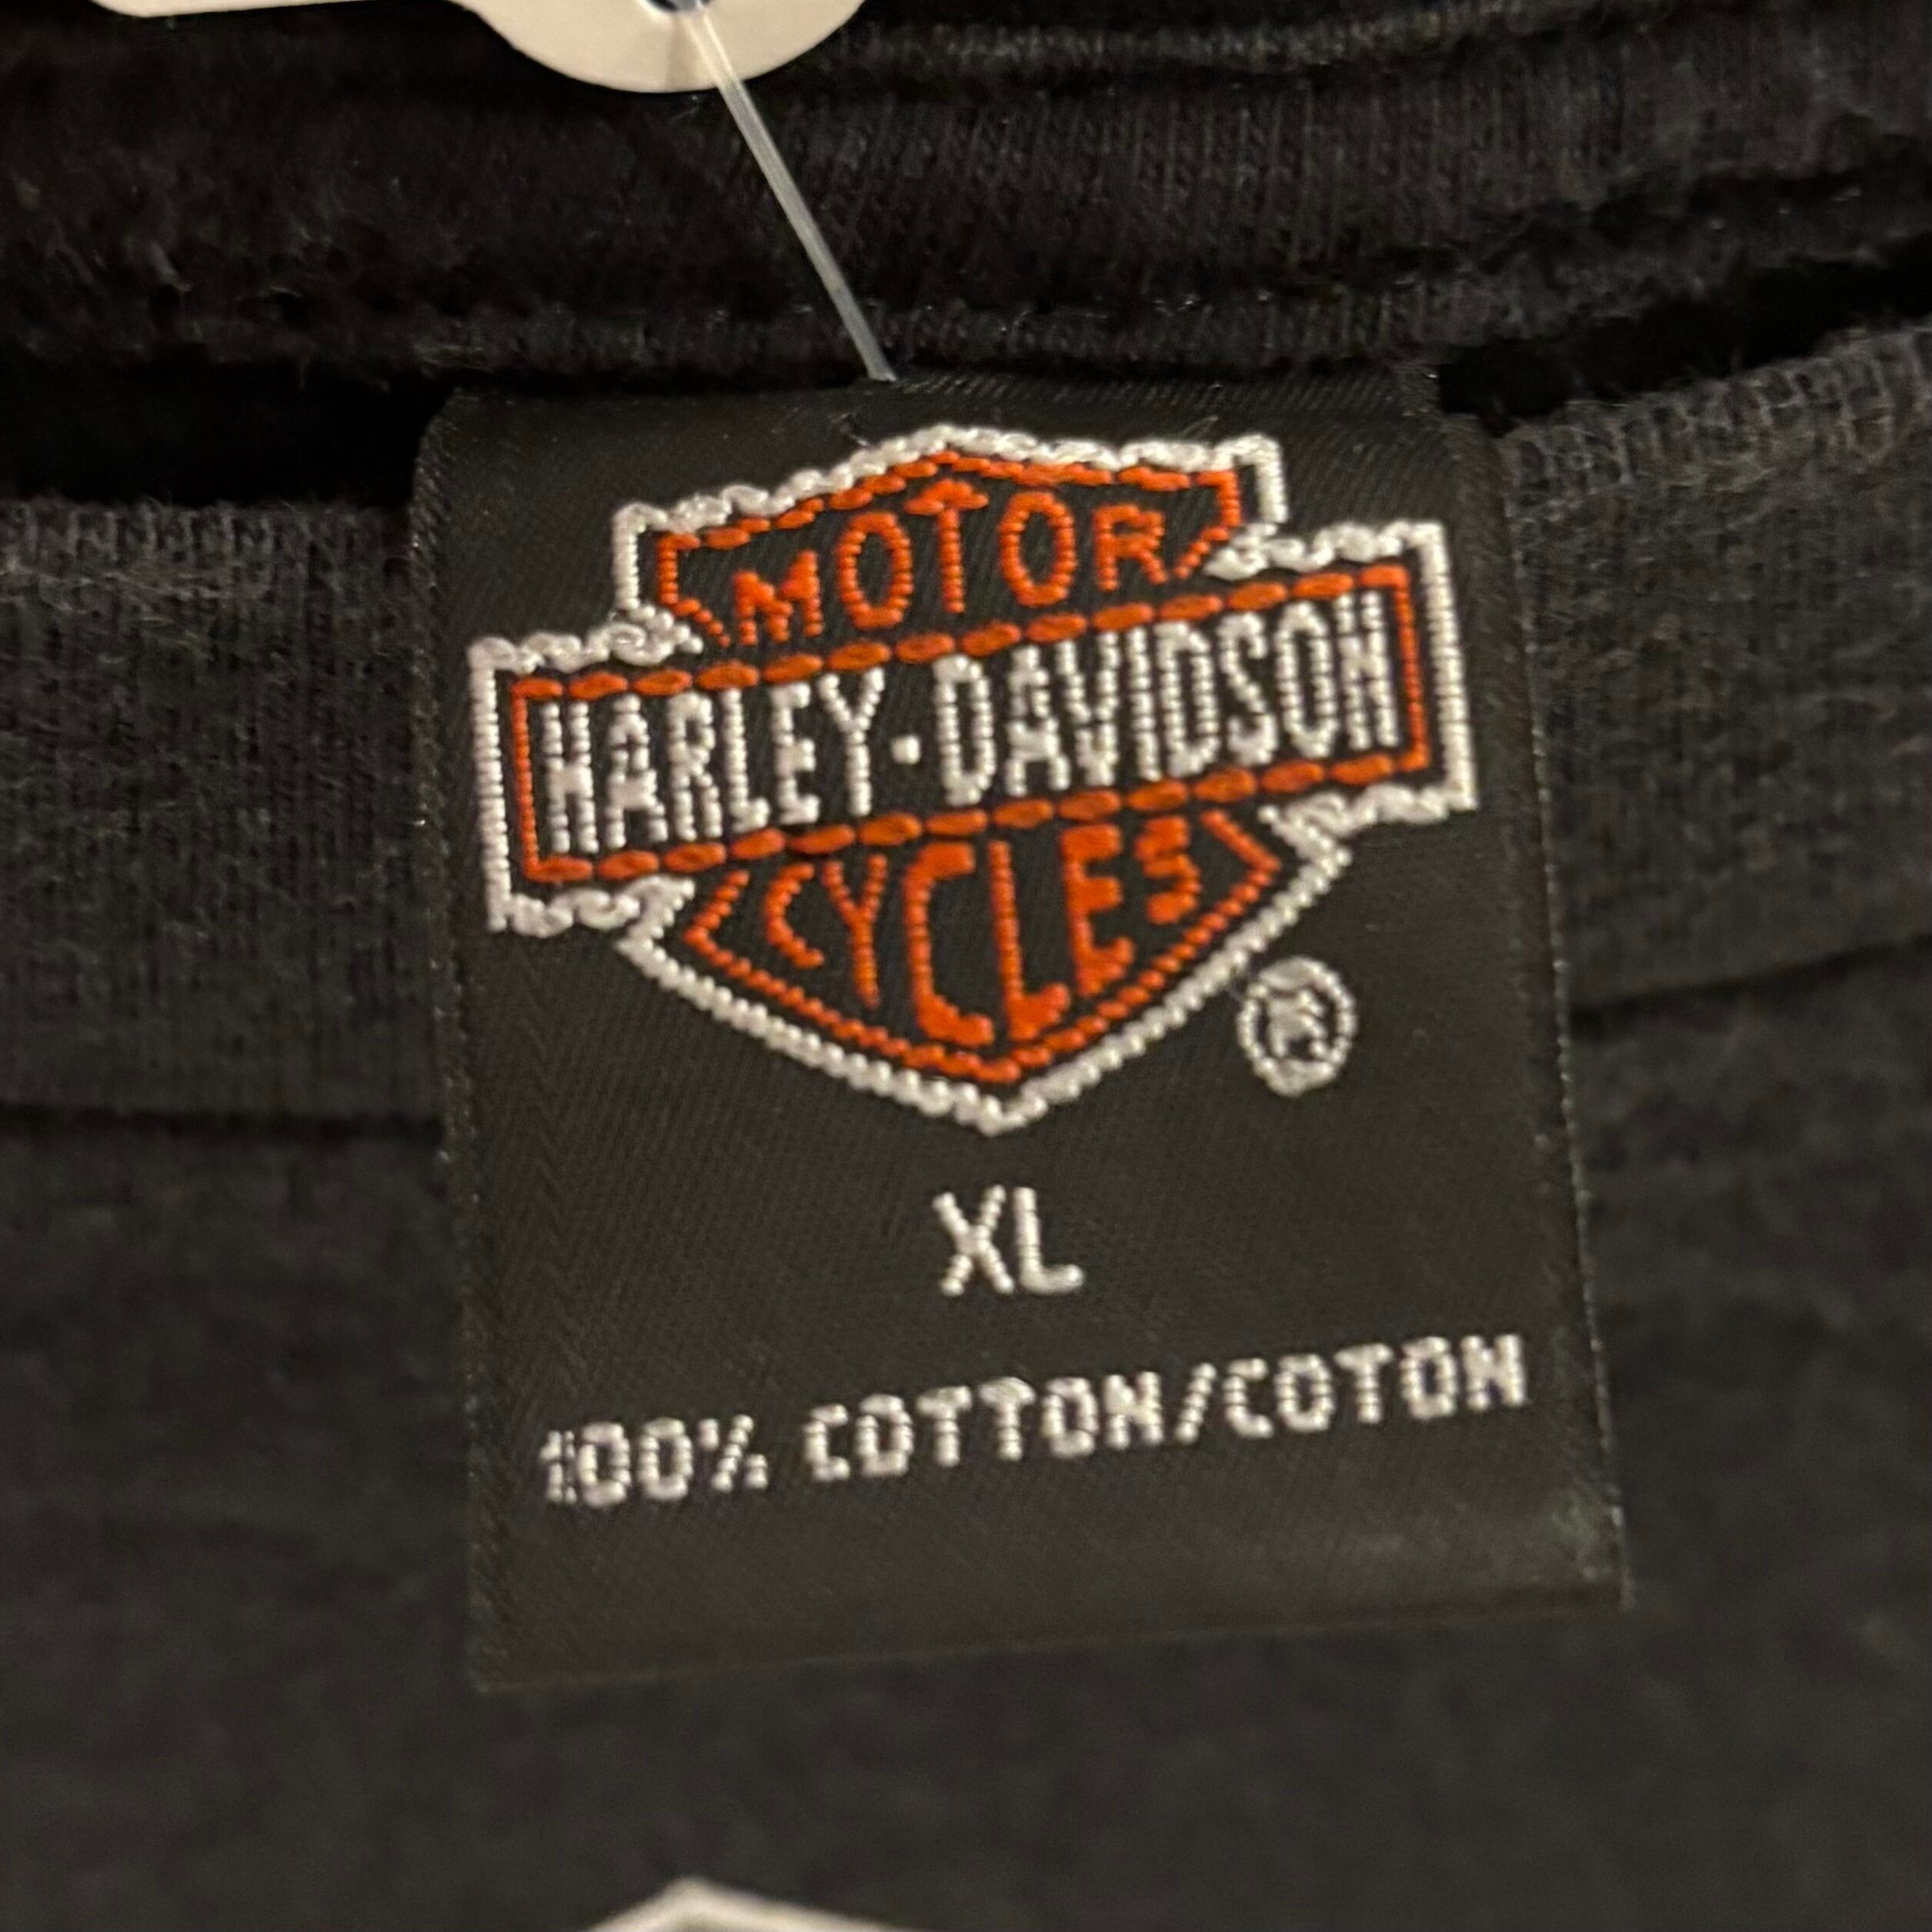 MOTOR
HARLEY-DAVIDSON
CYCLES
®
XL
100% COTTON/COTON